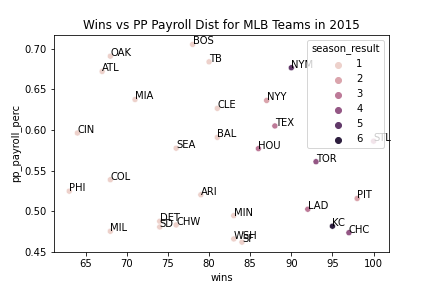 Wins vs PP Payroll Dist for MLB Teams in 2015
pp_payroll_perc
0.70
0.65
0.60
0.55
0.50
0.45
65
70
75
80
85
90
95
100
wins
season_result
1
2
3
4
5
6
BOS
OAK
TB
NYM
ATL
MIA
NYY
CLE
TEX
CIN
BAL
STL
SEA
HOU
TOR
COL
PHI
ARI
PIT
LAD
MIN
DET
CHW
SD
KC
MIL
CHC
WSH
SF